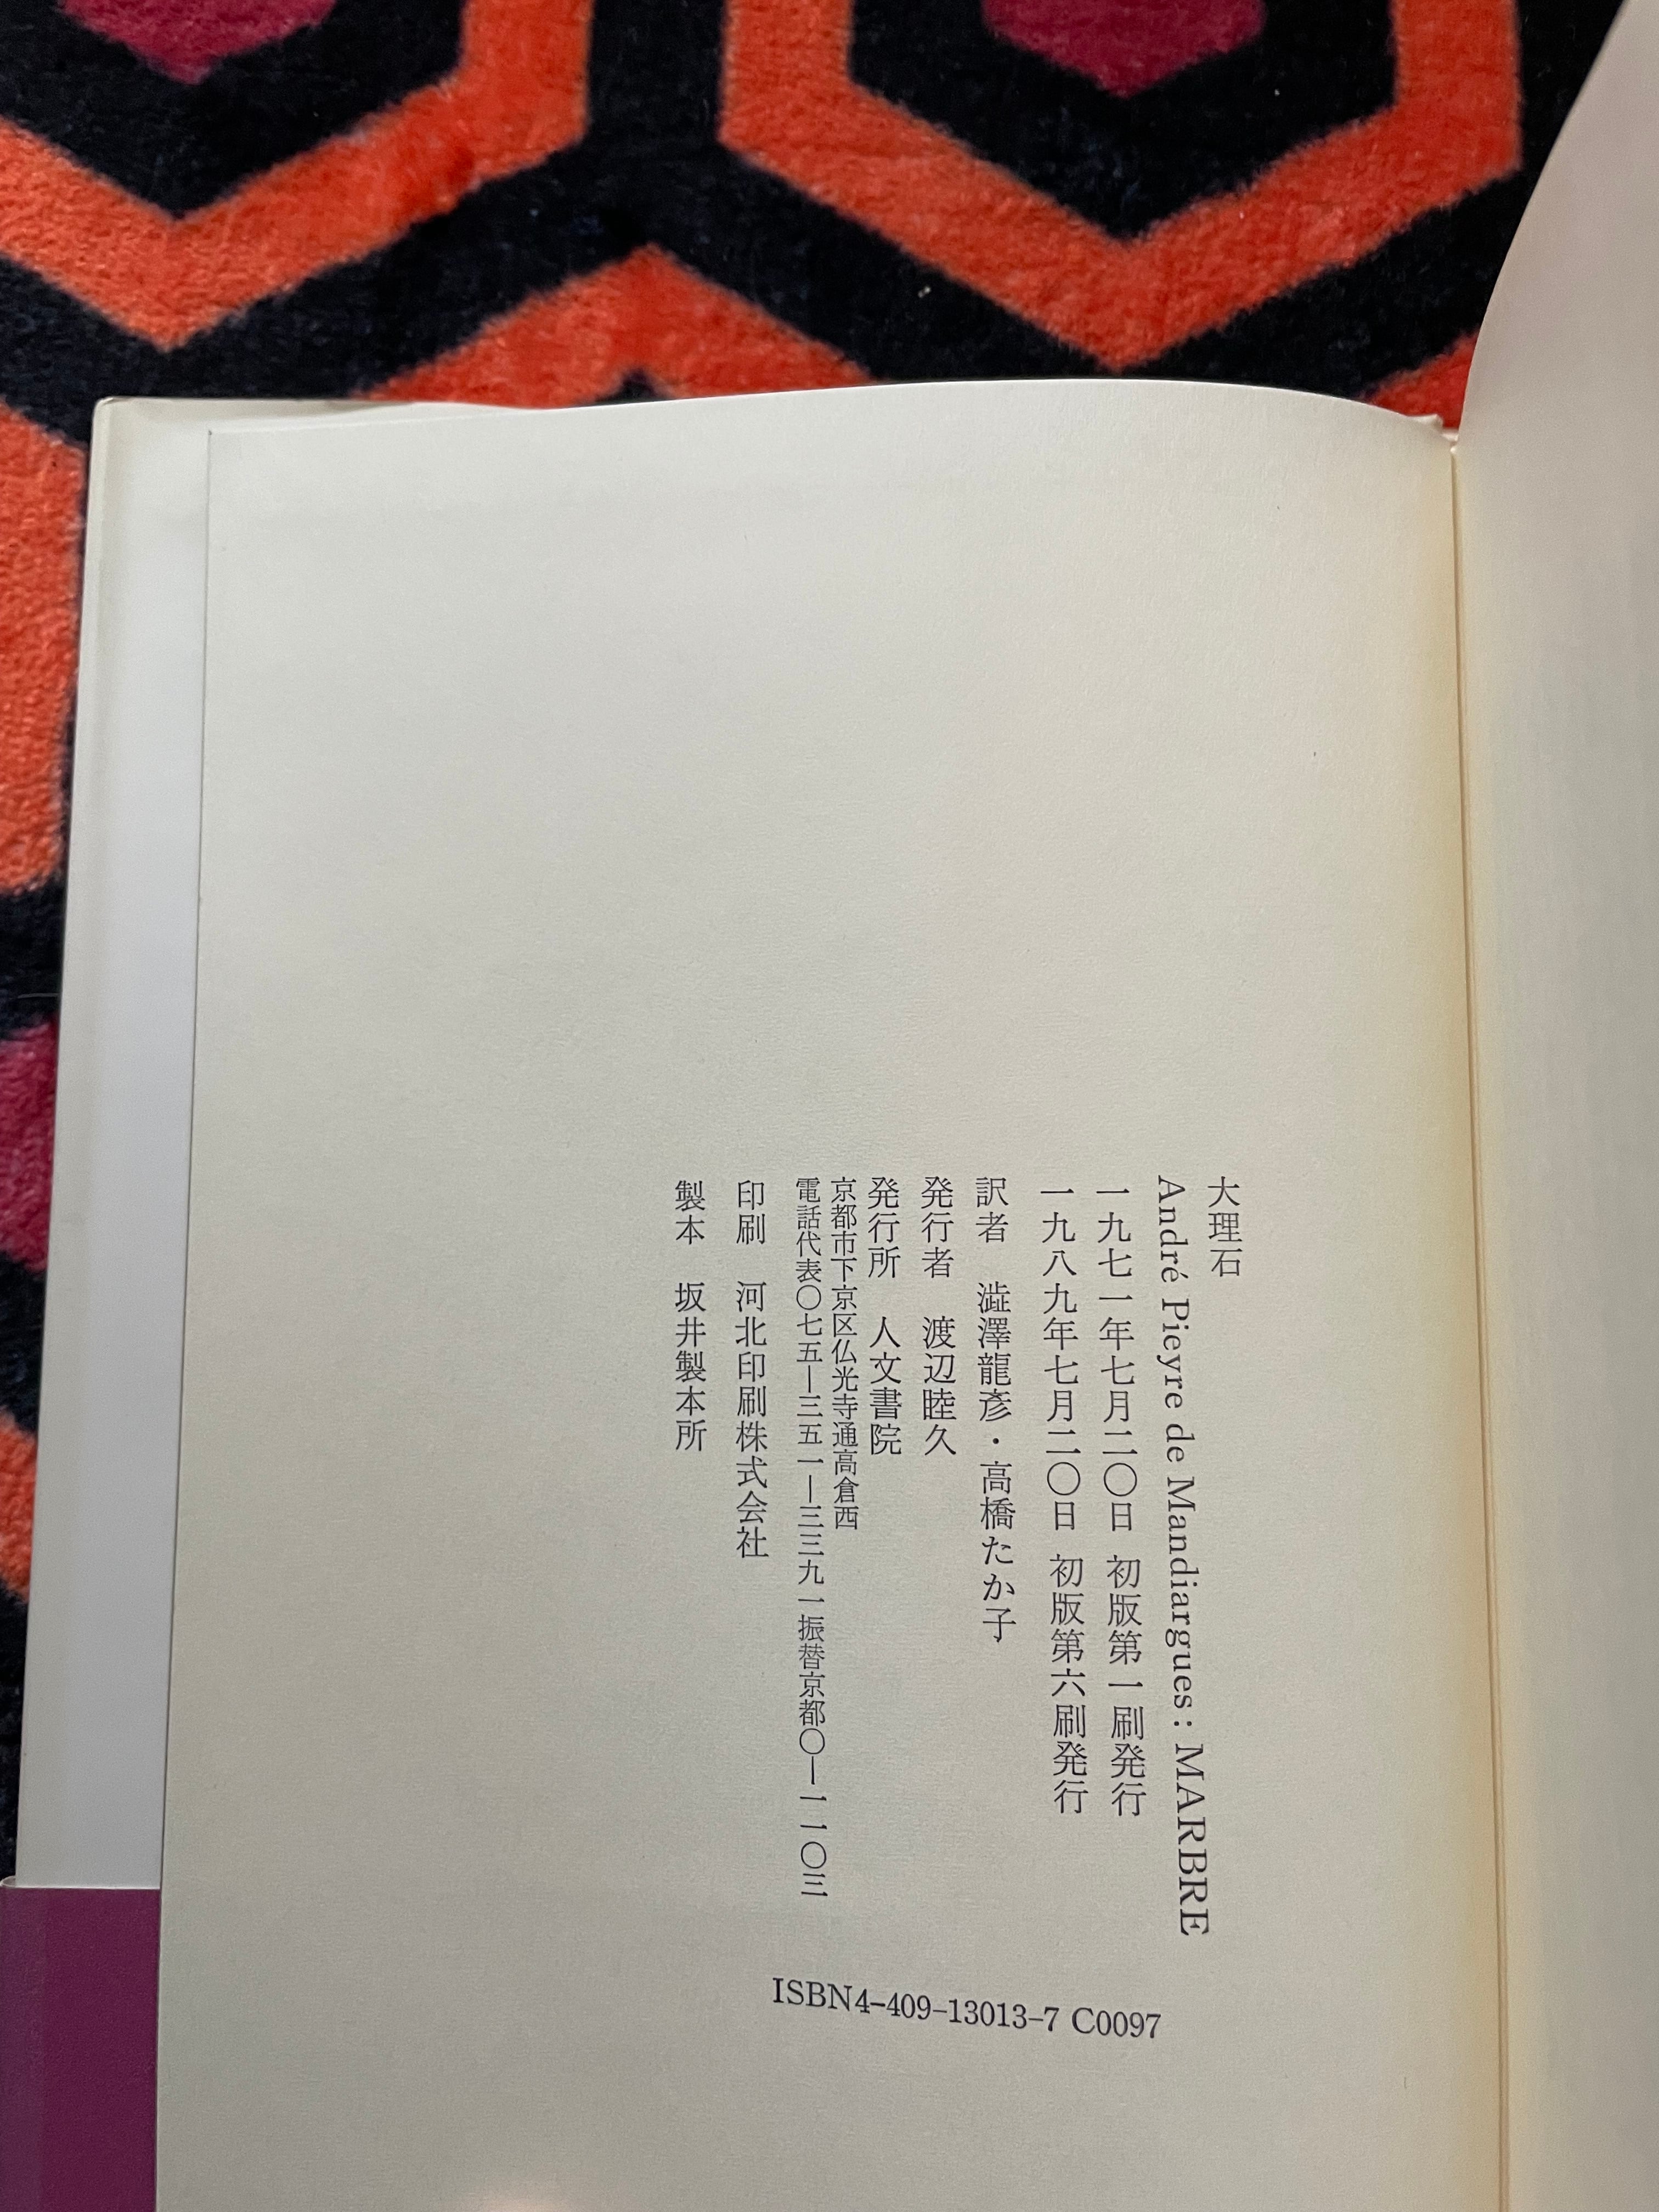 大理石
André Pieyre de Mandiargues : MARBRE
一九七一年七月二〇日 初版第一刷発行
一九八九年七月二〇日 初版第六刷発行
訳者 澁澤龍彥・高橋たか子
発行者 渡辺睦久
発行所 人文書院
京都市下京区仏光寺通高倉西
電話代表〇七五―三五一―三三九一振替京都〇―一一〇三
印刷 河北印刷株式会社
製本 坂井製本所
ISBN4-409-13013-7 C0097